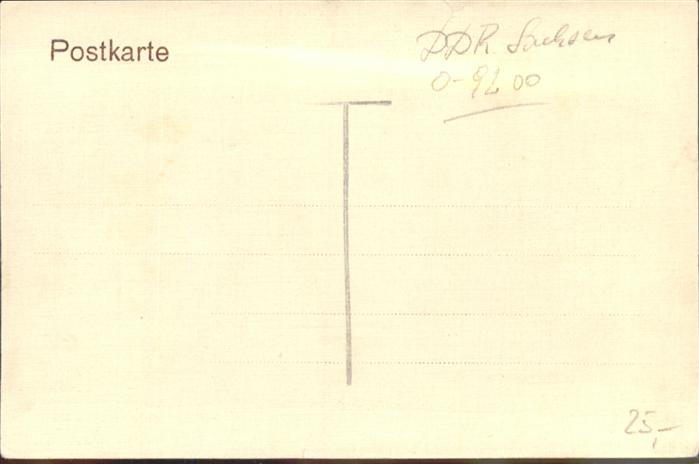 Postkarte
DDR Sachsen
O-9200
25,-